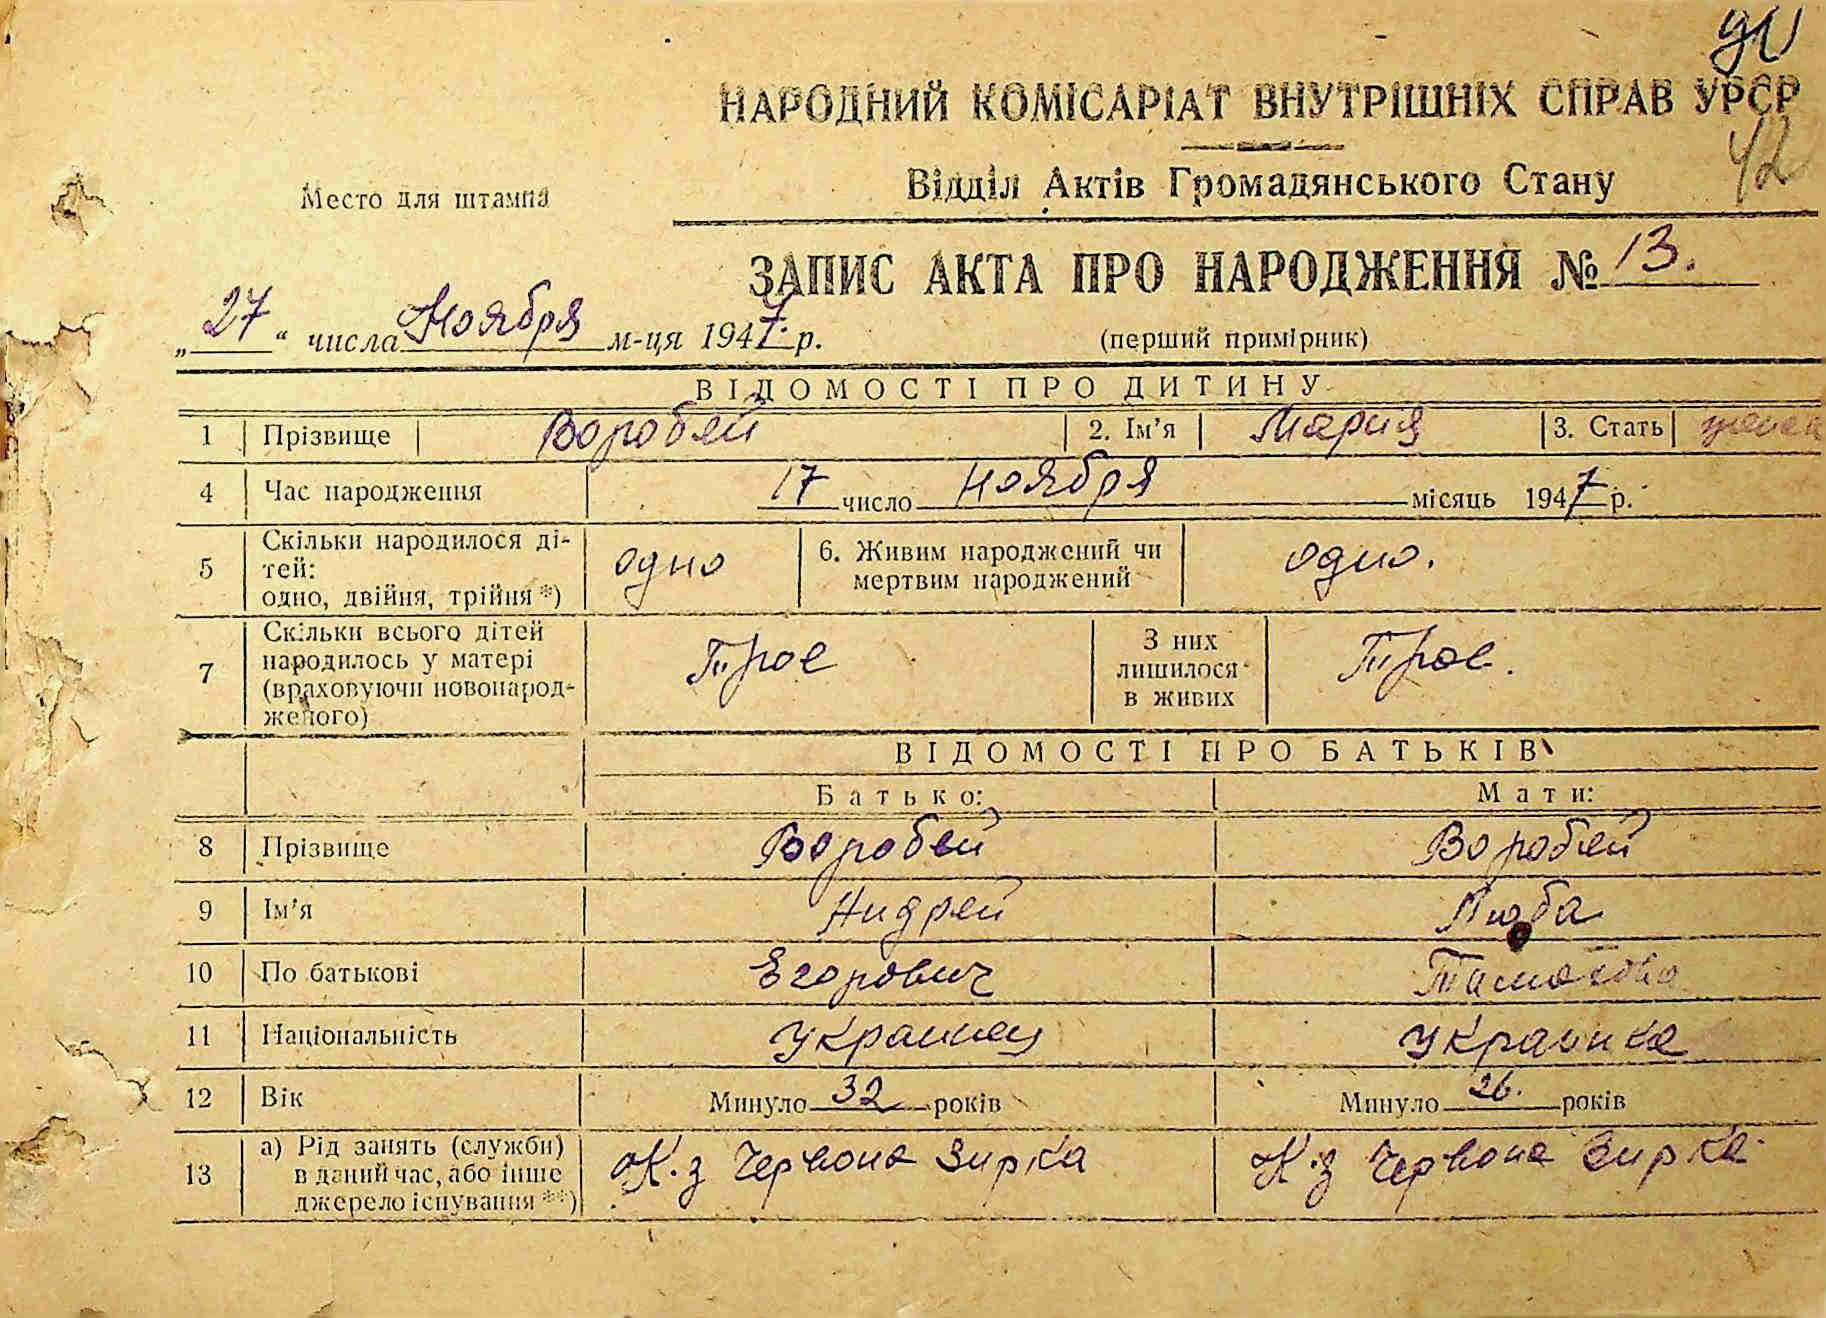 42
НАРОДНИЙ КОМІСАРІАТ ВНУТРІШНІХ СПРАВ УРСР
Место для штампа
Відділ Актів Громадянського Стану
ЗАПИС АКТА ПРО НАРОДЖЕННЯ № 13.
„27“ числа Ноября м-ця 1947 р.
(перший примірник)
ВІДОМОСТІ ПРО ДИТИНУ
1 Прізвище Воробей 2. Ім'я Мария 3. Стать женск
4 Час народження 17 число Ноября місяць 1947 р.
5 Скільки народилося ді-
тей:
одно, двійня, трійня *) одно 6. Живим народжений чи
мертвим народжений одно.
7 Скільки всього дітей
народилось у матері
(враховуючи новонарод-
женого) Трое З них
лишилося
в живих Трое.
ВІДОМОСТІ ПРО БАТЬКІВ
Батько: Мати:
8 Прізвище Воробей Воробей
9 Ім'я Андрей Люба
10 По батькові Егорович
11 Національність Украинец Украинка
12 Вік Минуло 32 років Минуло 26. років
13 а) Рід занять (служби)
в даний час, або інше
джерело існування **) К.з Червона Зирка К.з Червона Зирка